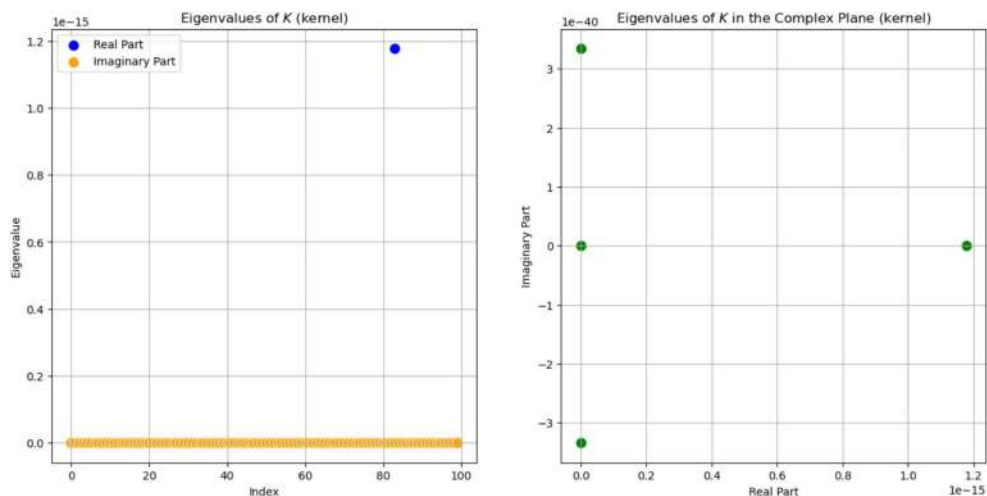 Eigenvalues of K (kernel)
1e−15
Real Part
Imaginary Part
1.2
1.0
0.8
0.6
0.4
0.2
0.0
Eigenvalue
0 20 40 60 80 100
Index
Eigenvalues of K in the Complex Plane (kernel)
1e−40
3
2
1
0
−1
−2
−3
Imaginary Part
0.0 0.2 0.4 0.6 0.8 1.0 1.2
1e−15
Real Part